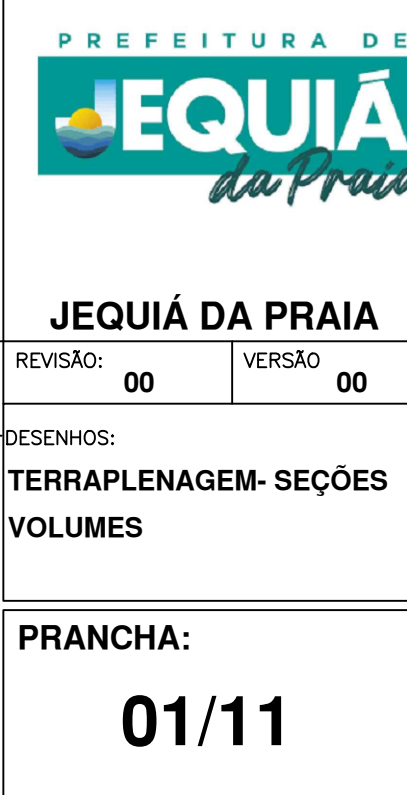 PREFEITURA DE
JEQUIÁ
da Praia
JEQUIÁ DA PRAIA
REVISÃO: 00 VERSÃO 00
DESENHOS:
TERRAPLENAGEM- SEÇÕES
VOLUMES
PRANCHA:
01/11